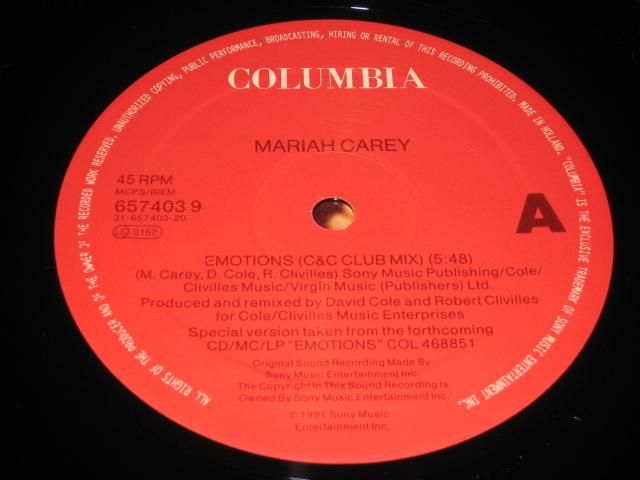 ALL RIGHTS OF THE PRODUCER AND OF THE OWNER OF THE RECORDED WORK RESERVED. UNAUTHORIZED COPYING, PUBLIC PERFORMANCE, BROADCASTING, HIRING OR RENTAL OF THIS RECORDING PROHIBITED. MADE IN HOLLAND. "COLUMBIA" IS THE EXCLUSIVE TRADEMARK OF SONY MUSIC ENTERTAINMENT INC.
COLUMBIA
MARIAH CAREY
45 RPM
MCPS/BIEM
657403 9
31-657403-20
LC 0162
A
EMOTIONS (C&C CLUB MIX) (5:48)
(M. Carey, D. Cole, R. Clivilles) Sony Music Publishing/Cole/
Clivilles Music/Virgin Music (Publishers) Ltd.
Produced and remixed by David Cole and Robert Clivilles
for Cole/Clivilles Music Enterprises
Special version taken from the forthcoming
CD/MC/LP "EMOTIONS" COL 468851
Original Sound Recording Made By
Sony Music Entertainment Inc.
The Copyright In This Sound Recording Is
Owned By Sony Music Entertainment Inc.
℗ 1991 Sony Music
Entertainment Inc.